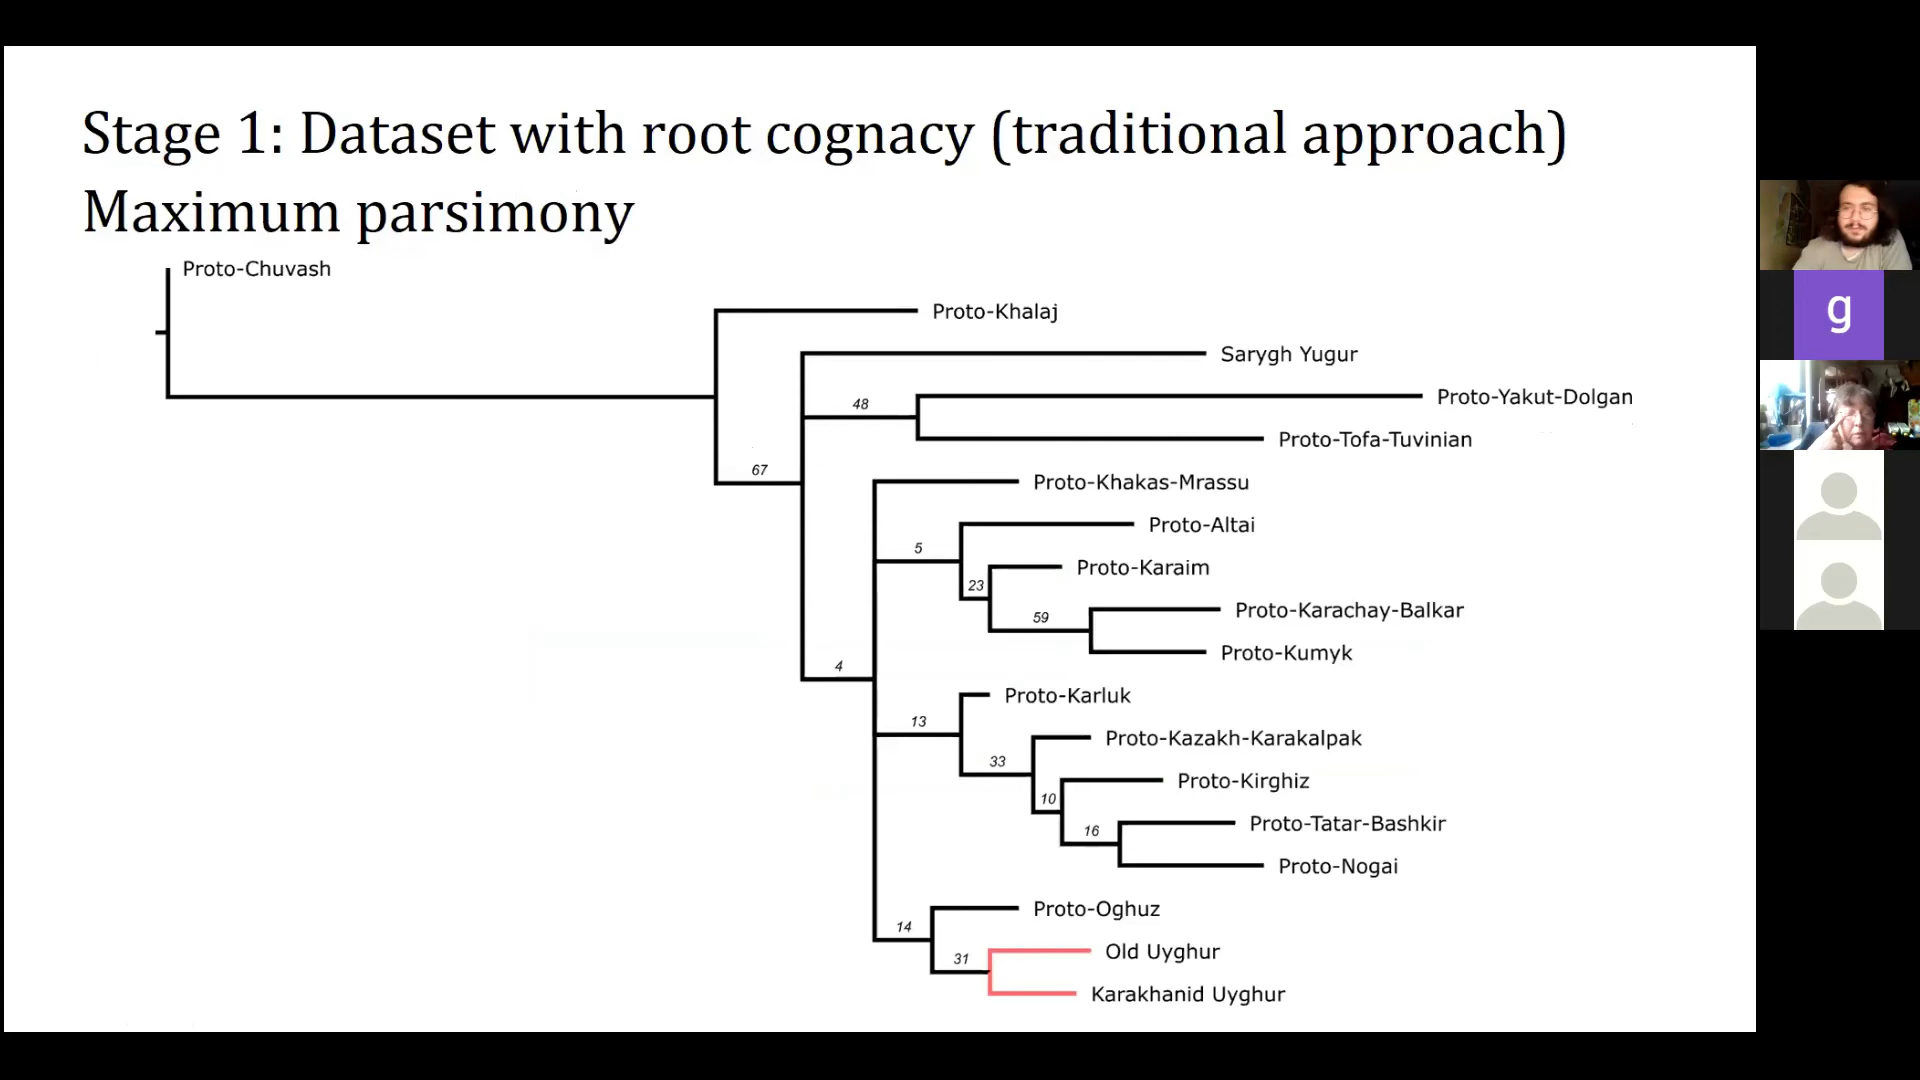 Stage 1: Dataset with root cognacy (traditional approach)
Maximum parsimony
Proto-Chuvash
Proto-Khalaj
Sarygh Yugur
48
Proto-Yakut-Dolgan
Proto-Tofa-Tuvinian
67
Proto-Khakas-Mrassu
Proto-Altai
5
Proto-Karaim
23
Proto-Karachay-Balkar
59
Proto-Kumyk
4
Proto-Karluk
13
Proto-Kazakh-Karakalpak
33
Proto-Kirghiz
10
Proto-Tatar-Bashkir
16
Proto-Nogai
Proto-Oghuz
14
Old Uyghur
31
Karakhanid Uyghur
g